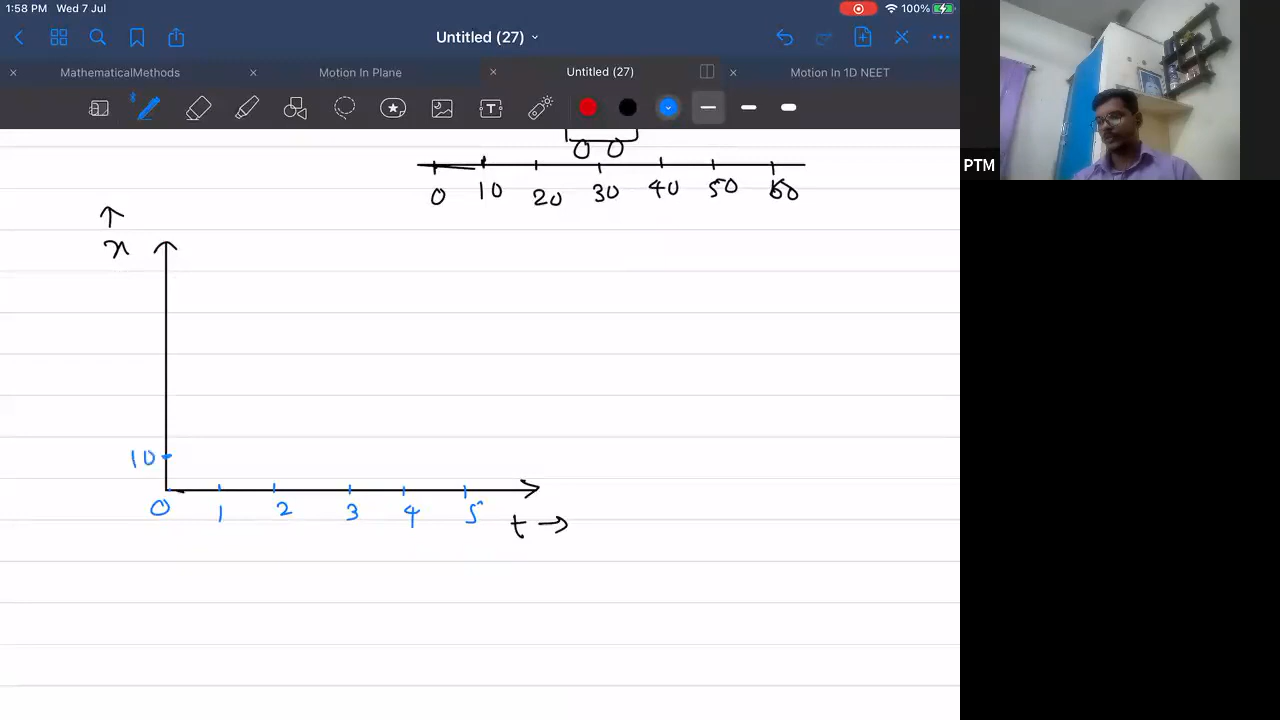 1:58 PM Wed 7 Jul 100%
Untitled (27)
MathematicalMethods Motion In Plane Untitled (27) Motion In 1D NEET
T
PTM
0 10 20 30 40 50 60
x
10
0 1 2 3 4 5
t →